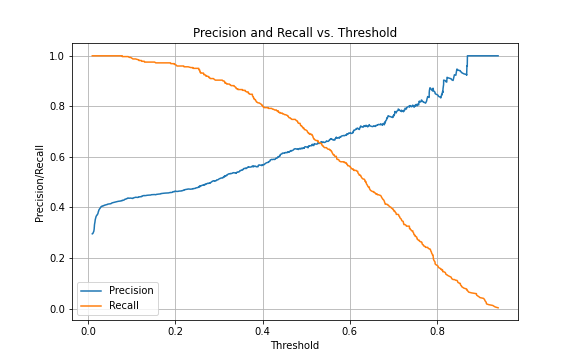 Precision and Recall vs. Threshold
Precision/Recall
1.0
0.8
0.6
0.4
0.2
0.0
Precision
Recall
0.0 0.2 0.4 0.6 0.8
Threshold